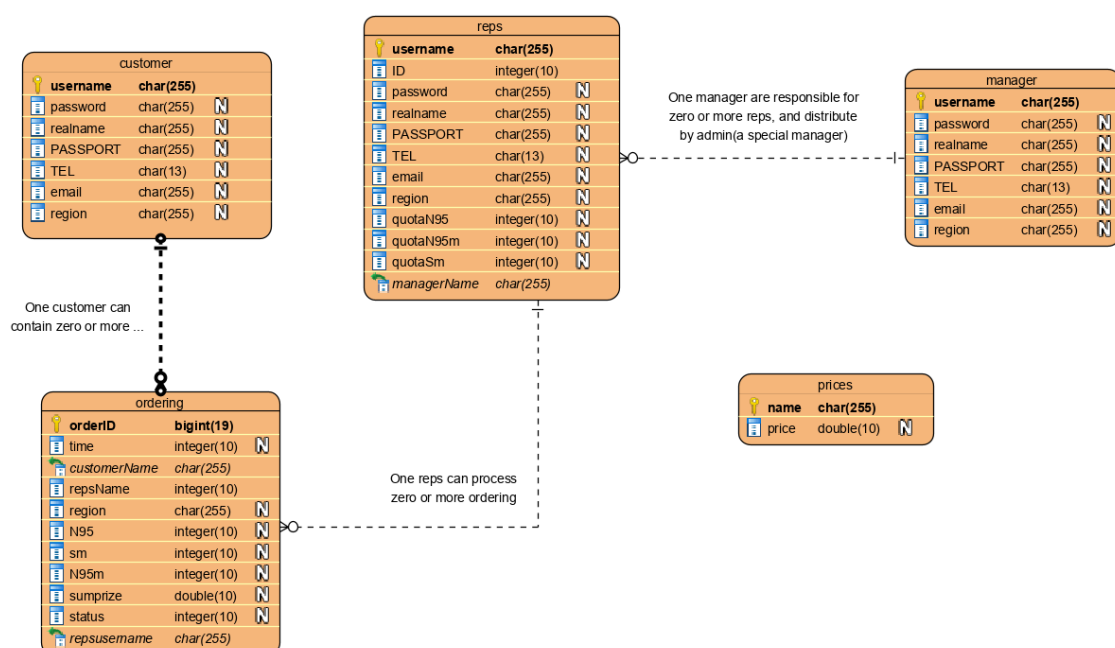 customer
username char(255)
password char(255) N
realname char(255) N
PASSPORT char(255) N
TEL char(13) N
email char(255) N
region char(255) N
reps
username char(255)
ID integer(10)
password char(255) N
realname char(255) N
PASSPORT char(255) N
TEL char(13) N
email char(255) N
region char(255) N
quotaN95 integer(10) N
quotaN95m integer(10) N
quotaSm integer(10) N
managerName char(255)
One manager are responsible for
zero or more reps, and distribute
by admin(a special manager)
manager
username char(255)
password char(255) N
realname char(255) N
PASSPORT char(255) N
TEL char(13) N
email char(255) N
region char(255) N
One customer can
contain zero or more ...
ordering
orderID bigint(19)
time integer(10) N
customerName char(255)
repsName integer(10)
region char(255) N
N95 integer(10) N
sm integer(10) N
N95m integer(10) N
sumprize double(10) N
status integer(10) N
repsusername char(255)
One reps can process
zero or more ordering
prices
name char(255)
price double(10) N